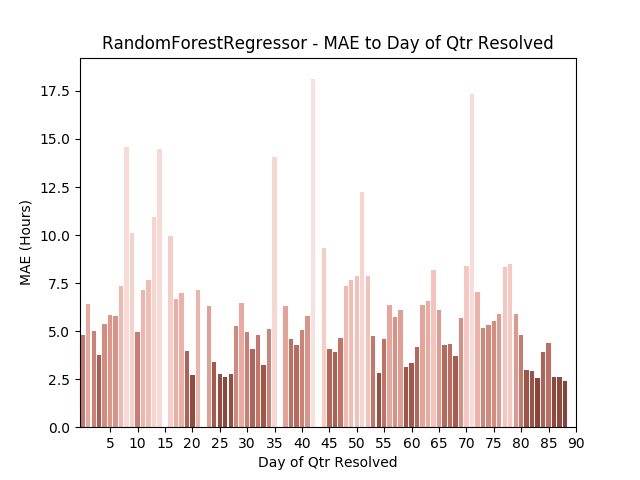 RandomForestRegressor - MAE to Day of Qtr Resolved
MAE (Hours)
17.5
15.0
12.5
10.0
7.5
5.0
2.5
0.0
5 10 15 20 25 30 35 40 45 50 55 60 65 70 75 80 85 90
Day of Qtr Resolved